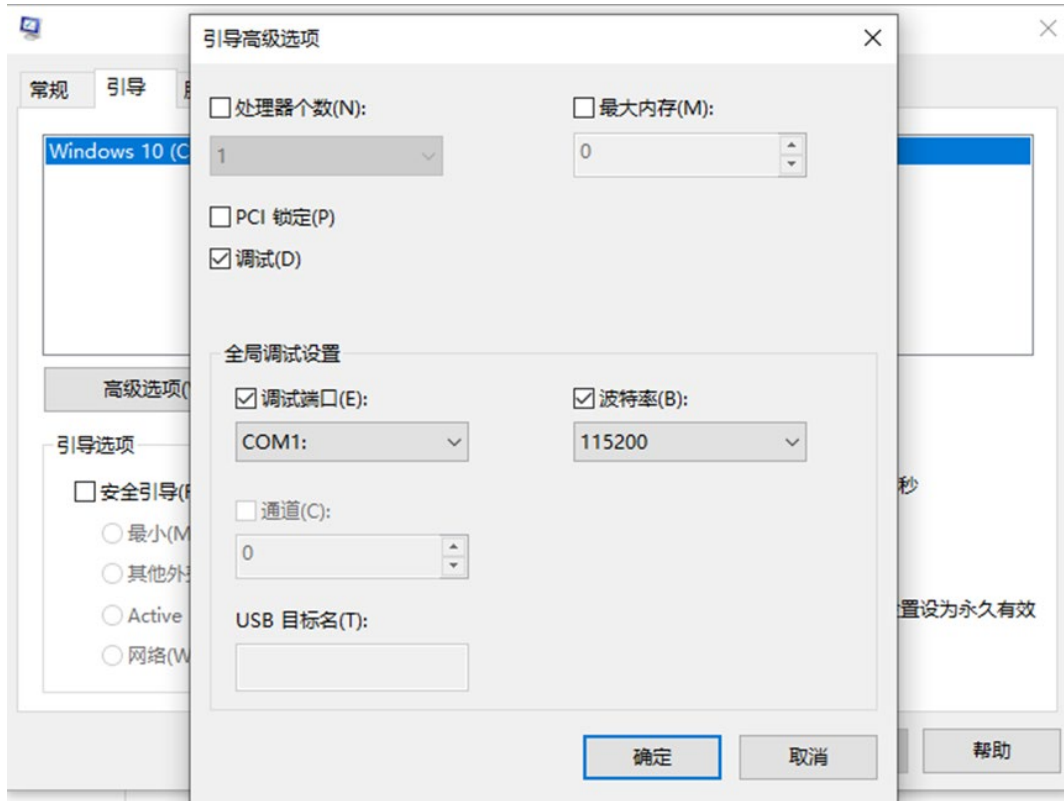 引导高级选项
常规
引导
处理器个数(N):
最大内存(M):
Windows 10 (C
1
0
PCI 锁定(P)
调试(D)
全局调试设置
高级选项(
调试端口(E):
波特率(B):
COM1:
115200
引导选项
安全引导(
秒
通道(C):
最小(M
0
其他外
Active
USB 目标名(T):
置设为永久有效
网络(W
确定
取消
帮助